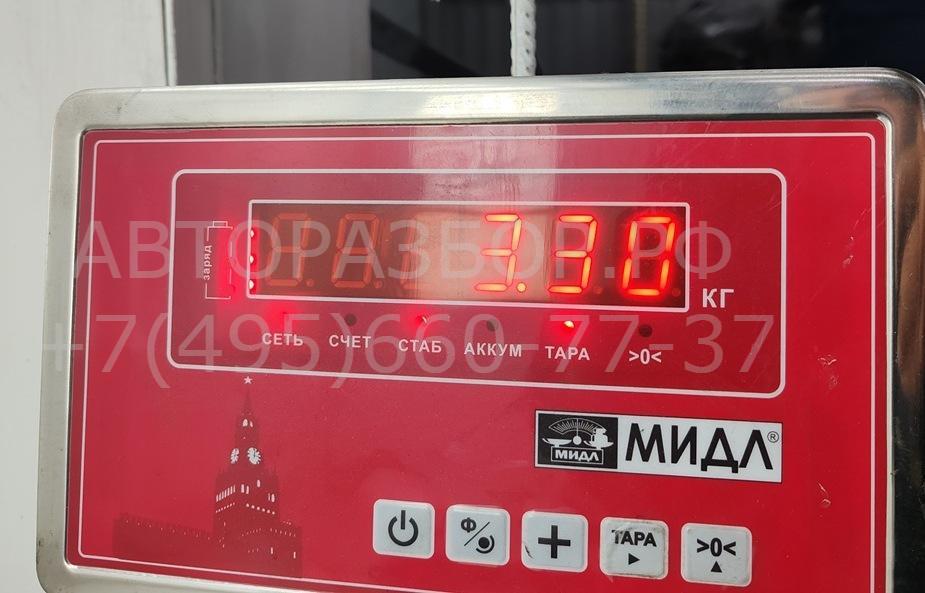 АВТОРАЗБОР.РФ
заряд
3.30
КГ
+7(495)660-77-37
СЕТЬ СЧЕТ СТАБ АККУМ ТАРА >0<
МИДЛ МИДЛ®
Ф + ТАРА >0<